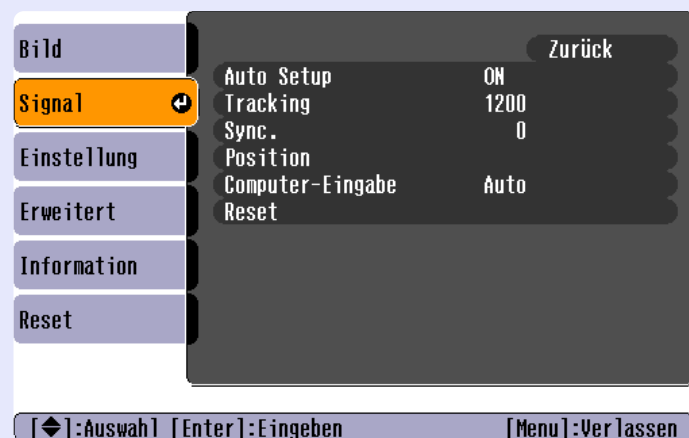 Bild
Signal
Einstellung
Erweitert
Information
Reset
Zurück
Auto Setup ON
Tracking 1200
Sync. 0
Position
Computer-Eingabe Auto
Reset
[◆]:Auswahl [Enter]:Eingeben [Menu]:Verlassen